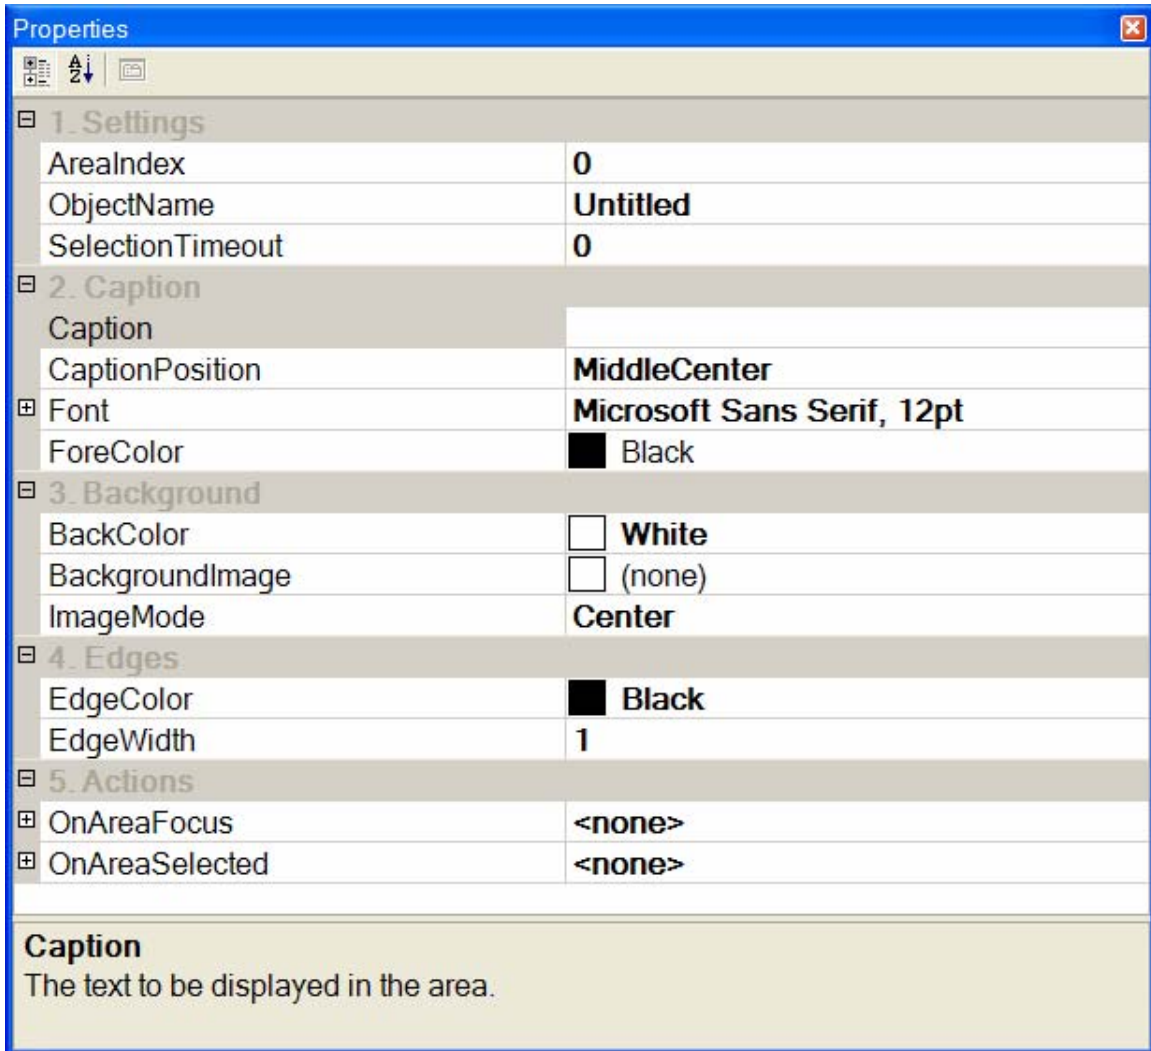 Properties
1. Settings
AreaIndex 0
ObjectName Untitled
SelectionTimeout 0
2. Caption
Caption
CaptionPosition MiddleCenter
Font Microsoft Sans Serif, 12pt
ForeColor Black
3. Background
BackColor White
BackgroundImage (none)
ImageMode Center
4. Edges
EdgeColor Black
EdgeWidth 1
5. Actions
OnAreaFocus <none>
OnAreaSelected <none>
Caption
The text to be displayed in the area.